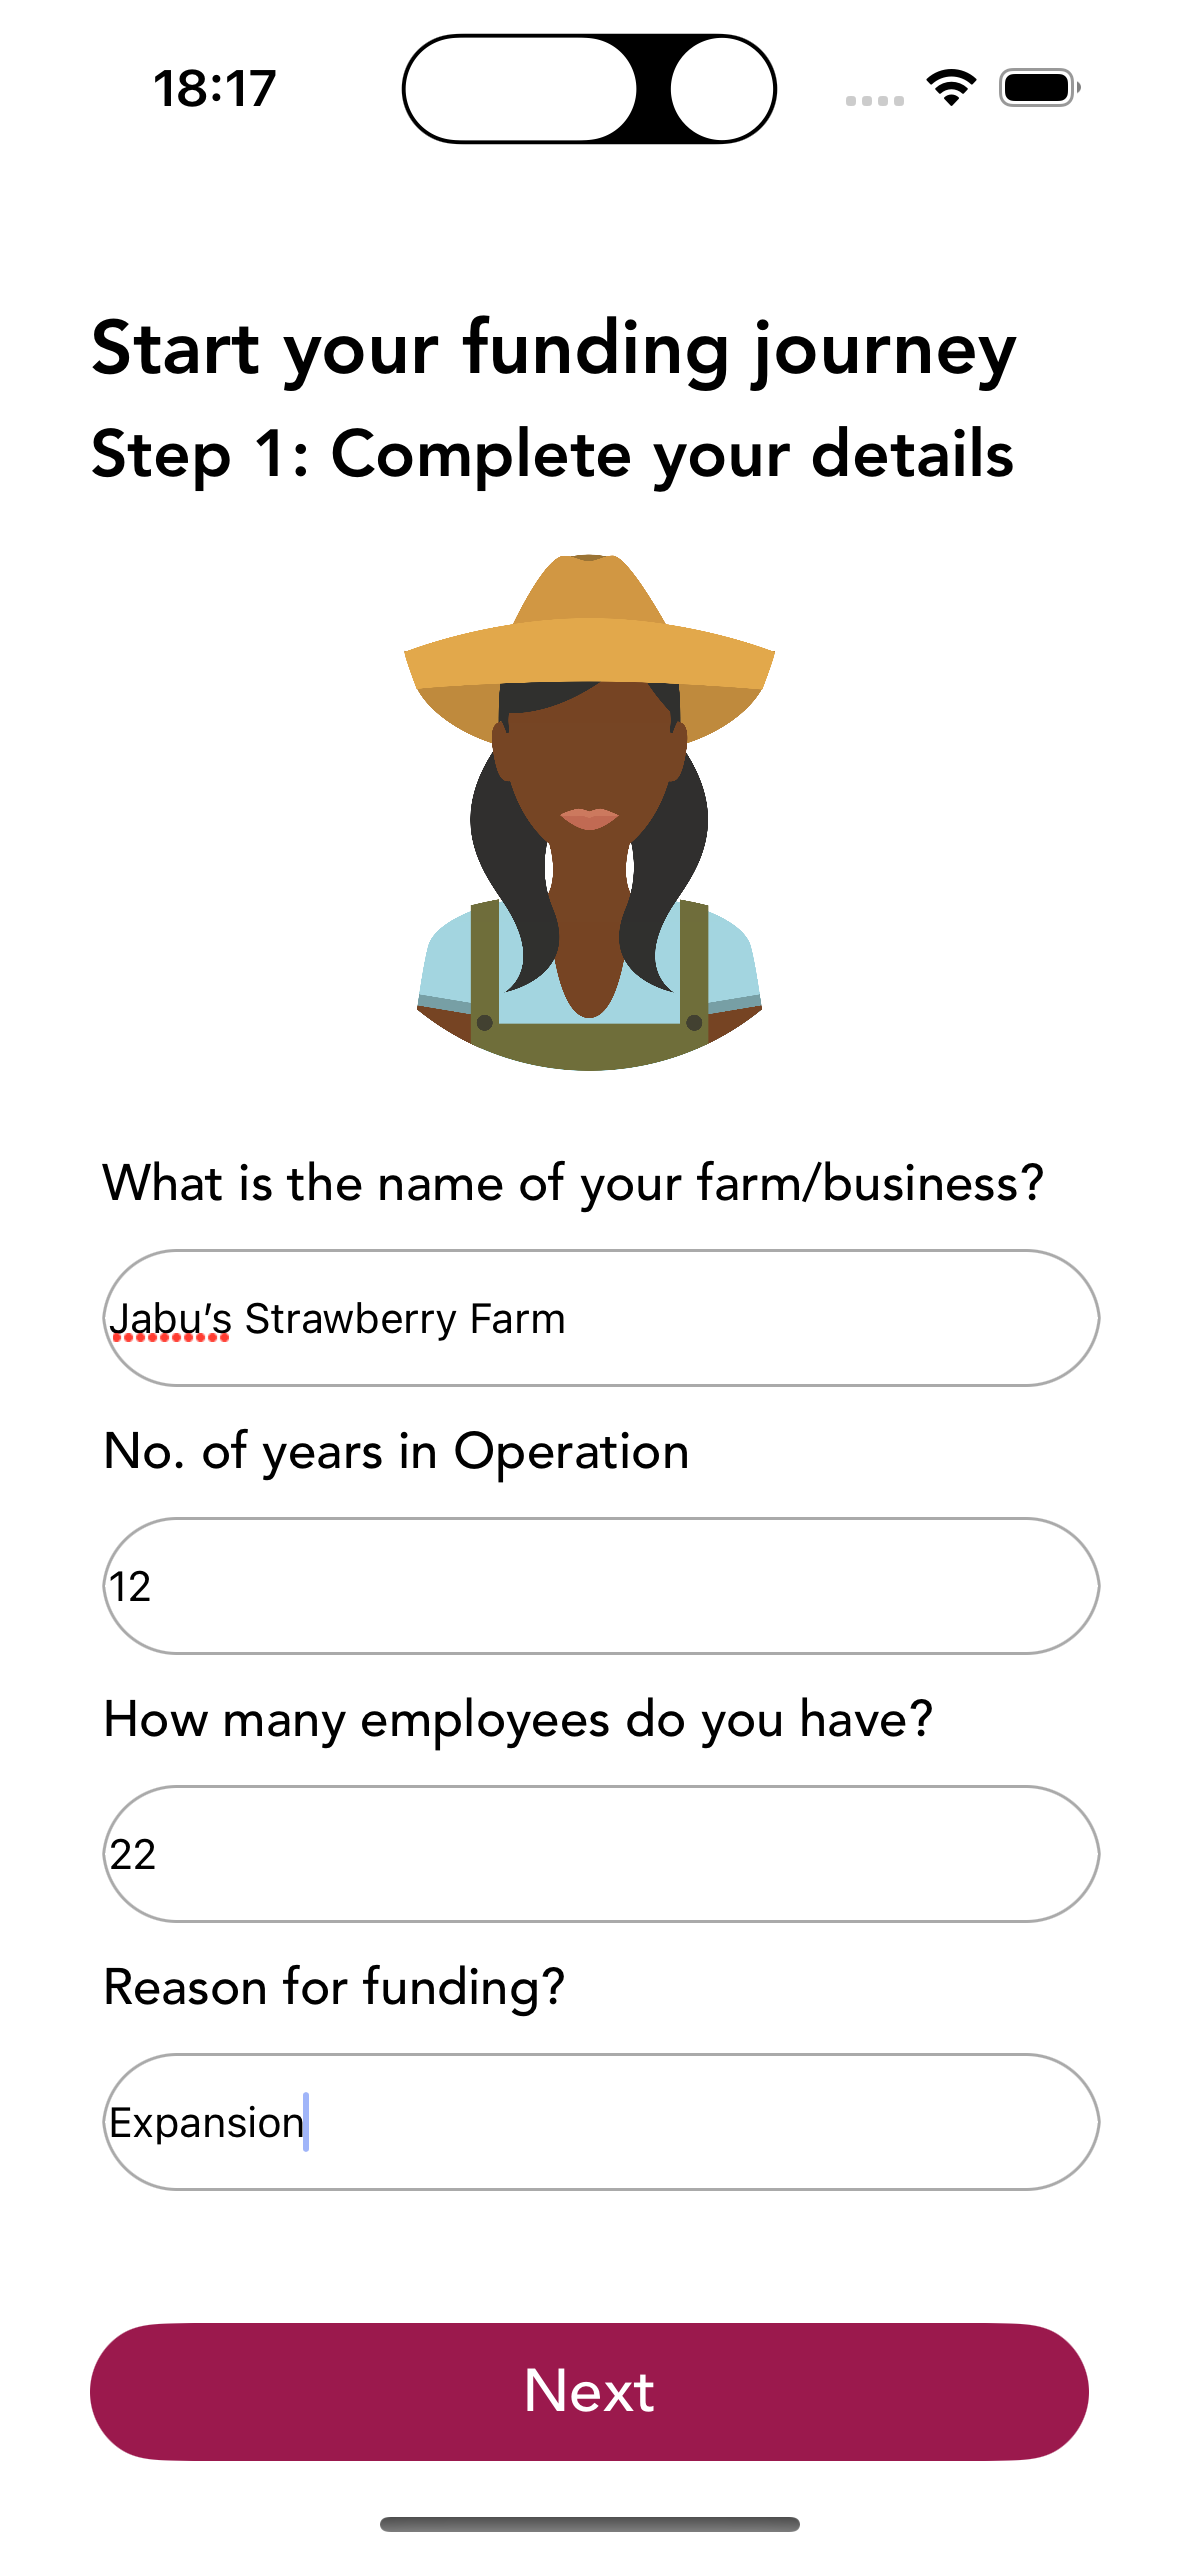 18:17
Start your funding journey
Step 1: Complete your details
What is the name of your farm/business?
Jabu’s Strawberry Farm
No. of years in Operation
12
How many employees do you have?
22
Reason for funding?
Expansion
Next